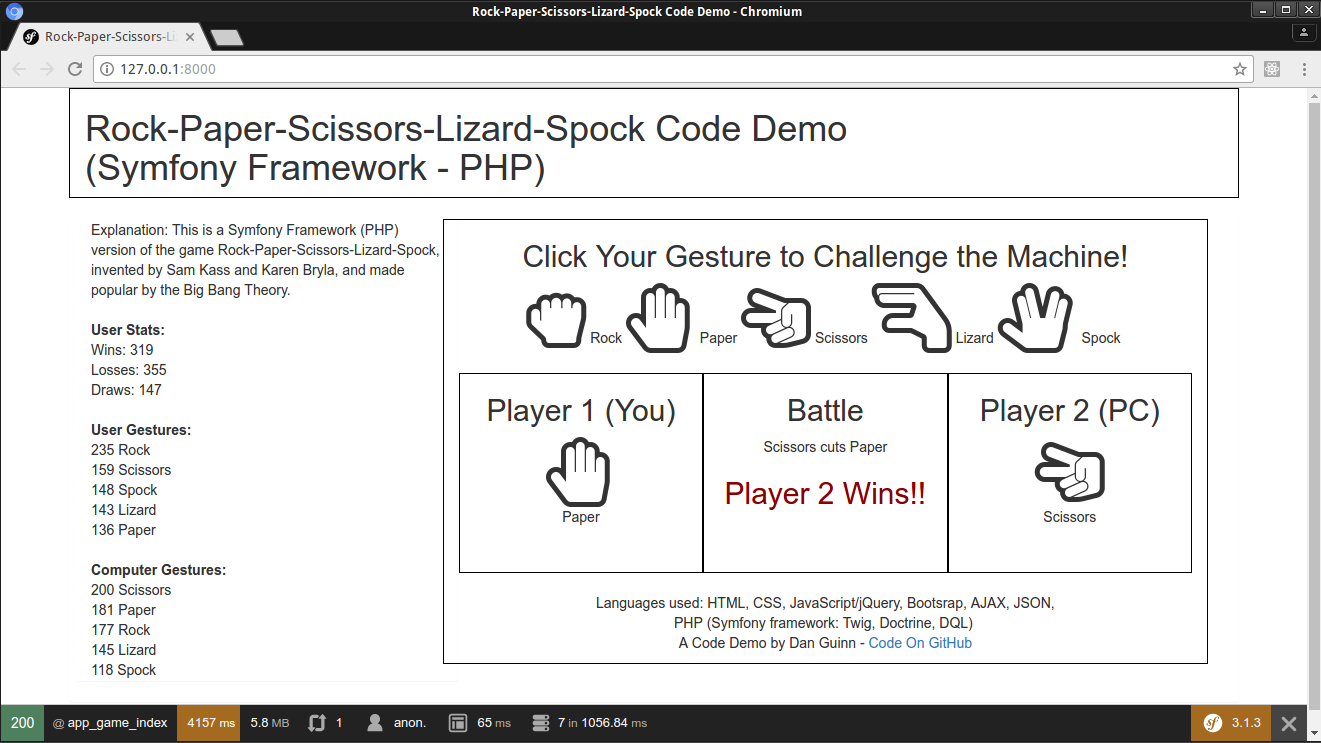 Rock-Paper-Scissors-Lizard-Spock Code Demo - Chromium
Rock-Paper-Scissors-Li
127.0.0.1:8000
Rock-Paper-Scissors-Lizard-Spock Code Demo
(Symfony Framework - PHP)
Explanation: This is a Symfony Framework (PHP)
version of the game Rock-Paper-Scissors-Lizard-Spock,
invented by Sam Kass and Karen Bryla, and made
popular by the Big Bang Theory.
User Stats:
Wins: 319
Losses: 355
Draws: 147
User Gestures:
235 Rock
159 Scissors
148 Spock
143 Lizard
136 Paper
Computer Gestures:
200 Scissors
181 Paper
177 Rock
145 Lizard
118 Spock
Click Your Gesture to Challenge the Machine!
Rock Paper Scissors Lizard Spock
Player 1 (You)
Paper
Battle
Scissors cuts Paper
Player 2 Wins!!
Player 2 (PC)
Scissors
Languages used: HTML, CSS, JavaScript/jQuery, Bootsrap, AJAX, JSON,
PHP (Symfony framework: Twig, Doctrine, DQL)
A Code Demo by Dan Guinn - Code On GitHub
200 @ app_game_index 4157 ms 5.8 MB 1 anon. 65 ms 7 in 1056.84 ms sf 3.1.3